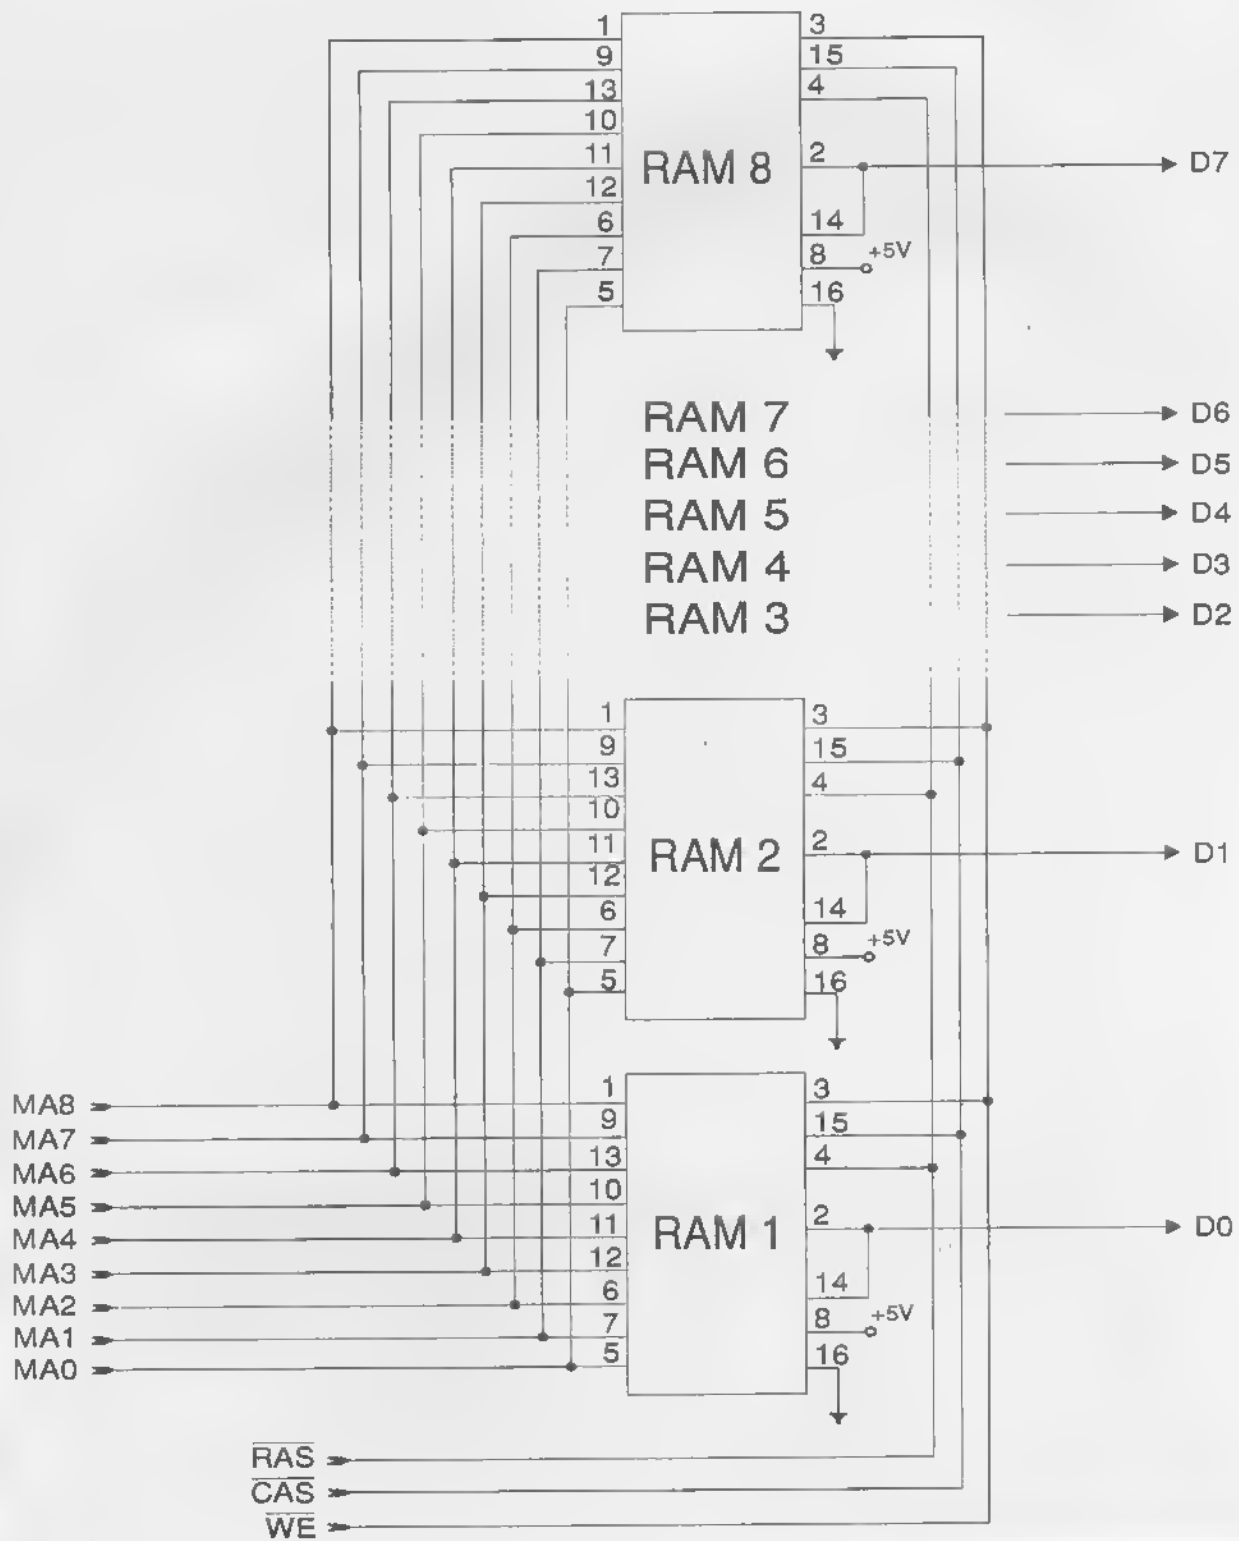 1 3
9 15
13 4
10
11 RAM 8 2 D7
12
6 14
7 8 +5V
5 16
RAM 7 D6
RAM 6 D5
RAM 5 D4
RAM 4 D3
RAM 3 D2
1 3
9 15
13 4
10
11 RAM 2 2 D1
12
6 14
7 8 +5V
5 16
MA8 1 3
MA7 9 15
MA6 13 4
MA5 10
MA4 11 RAM 1 2 D0
MA3 12
MA2 6 14
MA1 7 8 +5V
MA0 5 16
RAS
CAS
WE